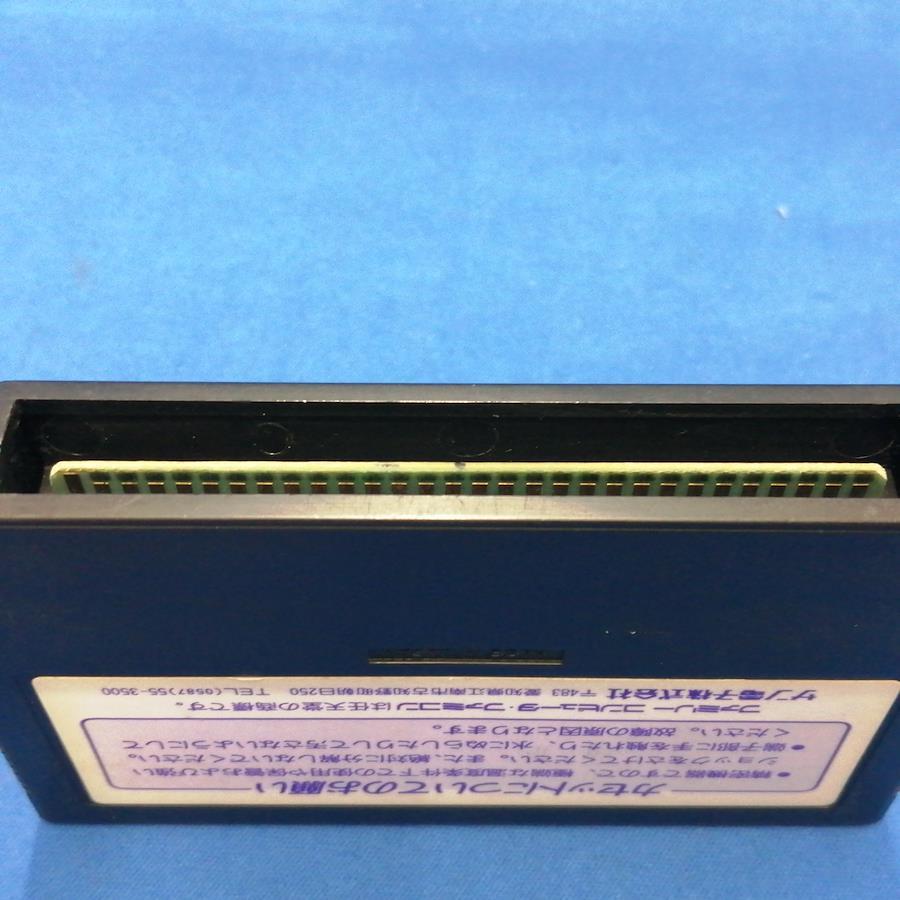 カセットについてのお願い
●精密機器ですので、極端な温度条件下での使用や保管および強い
ショックをさけてください。また、絶対に分解しないでください。
●端子部に手を触れたり、水にぬらしたりして汚さないようにして
ください。故障の原因となります。
ファミリーコンピュータ・ファミコンは任天堂の商標です。
サン電子株式会社 〒483 愛知県江南市古知野町朝日250 TEL(0587)55-3500